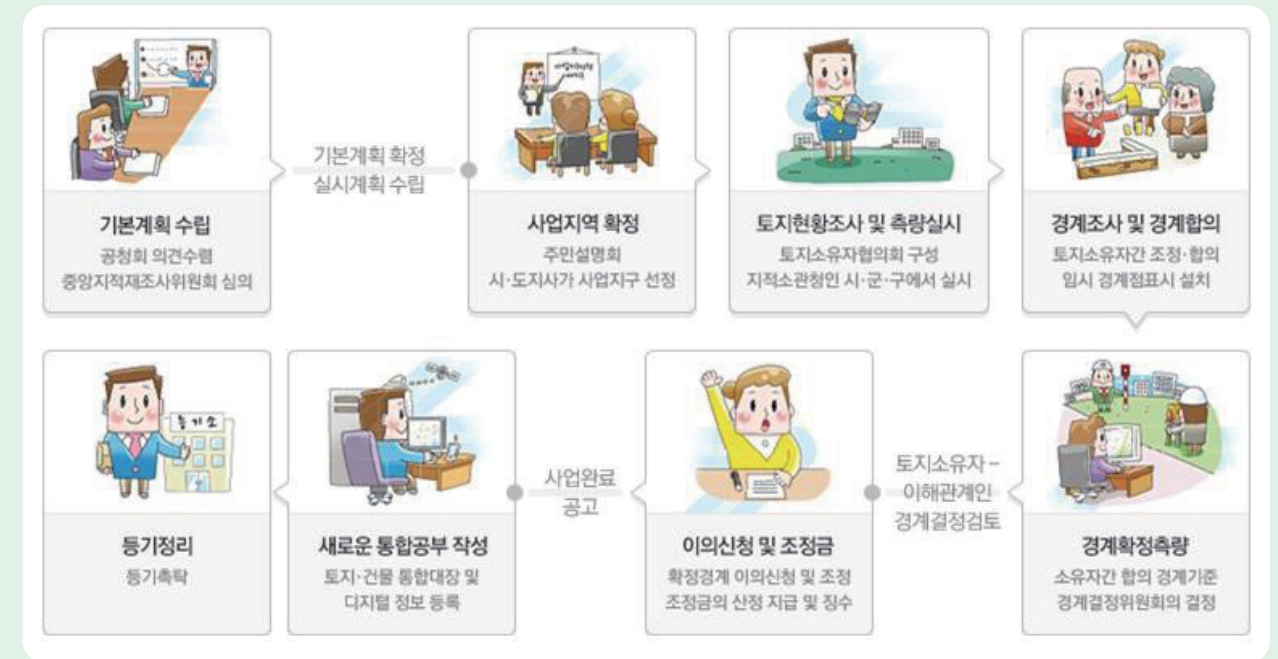 기본계획 수립
공청회 의견수렴
중앙지적재조사위원회 심의
기본계획 확정
실시계획 수립
사업지역 확정
주민설명회
시·도지사가 사업지구 선정
토지현황조사 및 측량실시
토지소유자협의회 구성
지적소관청인 시·군·구에서 실시
경계조사 및 경계합의
토지소유자간 조정·합의
임시 경계점표시 설치
경계확정측량
소유자간 합의 경계기준
경계결정위원회의 결정
토지소유자 –
이해관계인
경계결정검토
이의신청 및 조정금
확정경계 이의신청 및 조정
조정금의 산정 지급 및 징수
사업완료
공고
새로운 통합공부 작성
토지·건물 통합대장 및
디지털 정보 등록
등기소
등기정리
등기촉탁